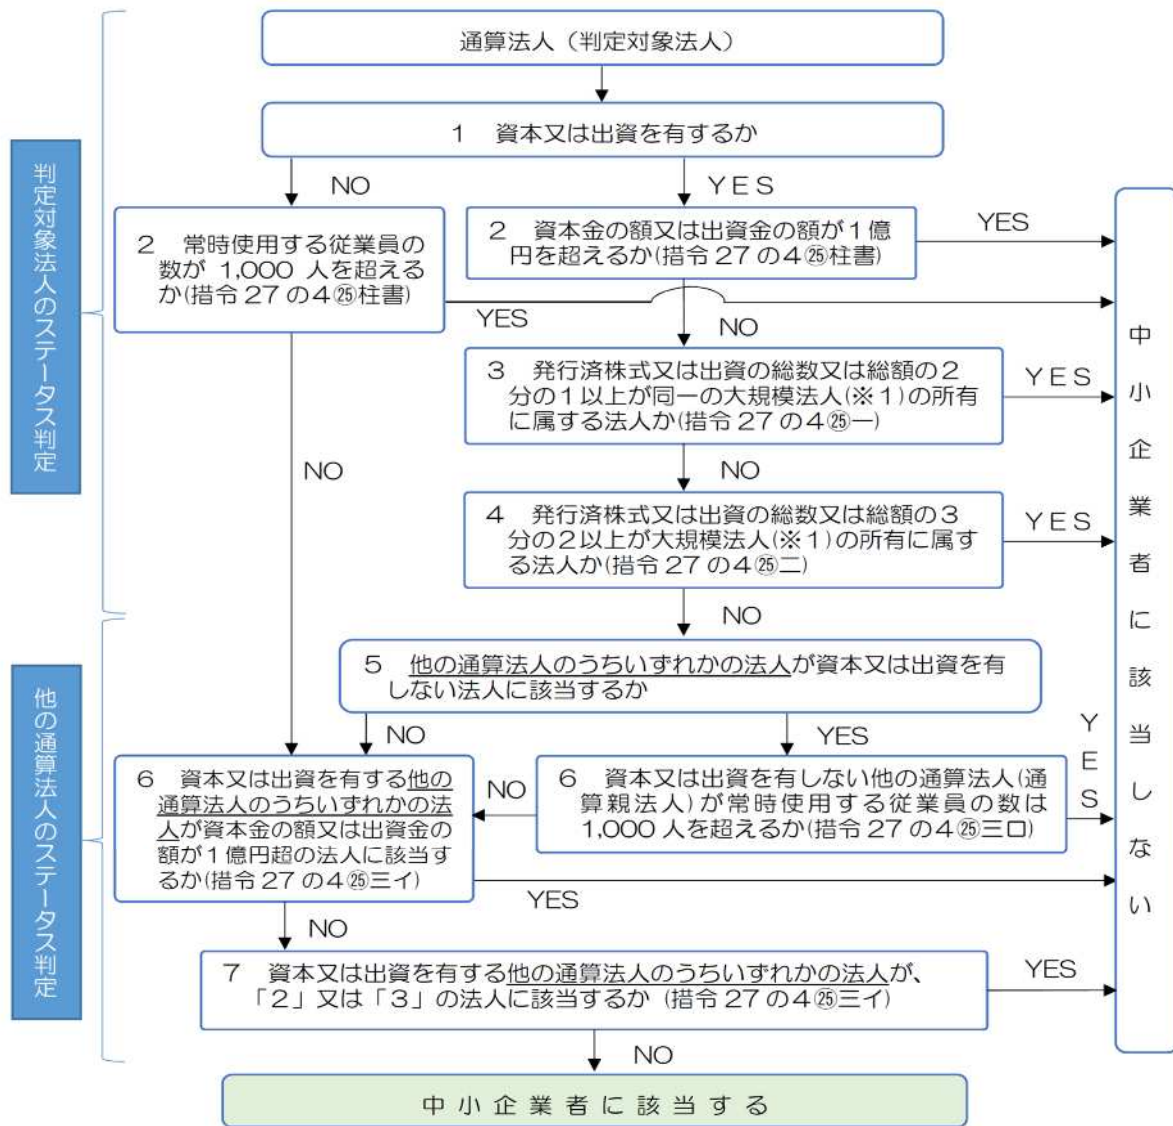 通算法人（判定対象法人）
１　資本又は出資を有するか
判定対象法人のステータス判定
NO
ＹＥＳ
２　常時使用する従業員の
数が 1,000 人を超える
か(措令 27 の４㉕柱書)
２　資本金の額又は出資金の額が１億
円を超えるか(措令 27 の４㉕柱書)
YES
YES
NO
３　発行済株式又は出資の総数又は総額の２
分の１以上が同一の大規模法人(※１)の所有
に属する法人か(措令 27 の４㉕一)
ＹＥＳ
NO
NO
４　発行済株式又は出資の総数又は総額の３
分の２以上が大規模法人(※１)の所有に属す
る法人か(措令 27 の４㉕二)
ＹＥＳ
NO
中小企業者に該当しない
他の通算法人のステータス判定
５　他の通算法人のうちいずれかの法人が資本又は出資を有
しない法人に該当するか
NO
YES
６　資本又は出資を有する他の
通算法人のうちいずれかの法
人が資本金の額又は出資金の
額が１億円超の法人に該当す
るか(措令 27 の４㉕三イ)
NO
６　資本又は出資を有しない他の通算法人(通
算親法人)が常時使用する従業員の数は
1,000 人を超えるか(措令 27 の４㉕三ロ)
ＹＥＳ
YES
NO
７　資本又は出資を有する他の通算法人のうちいずれかの法人が、
「２」又は「３」の法人に該当するか (措令 27 の４㉕三イ)
YES
NO
中小企業者に該当する